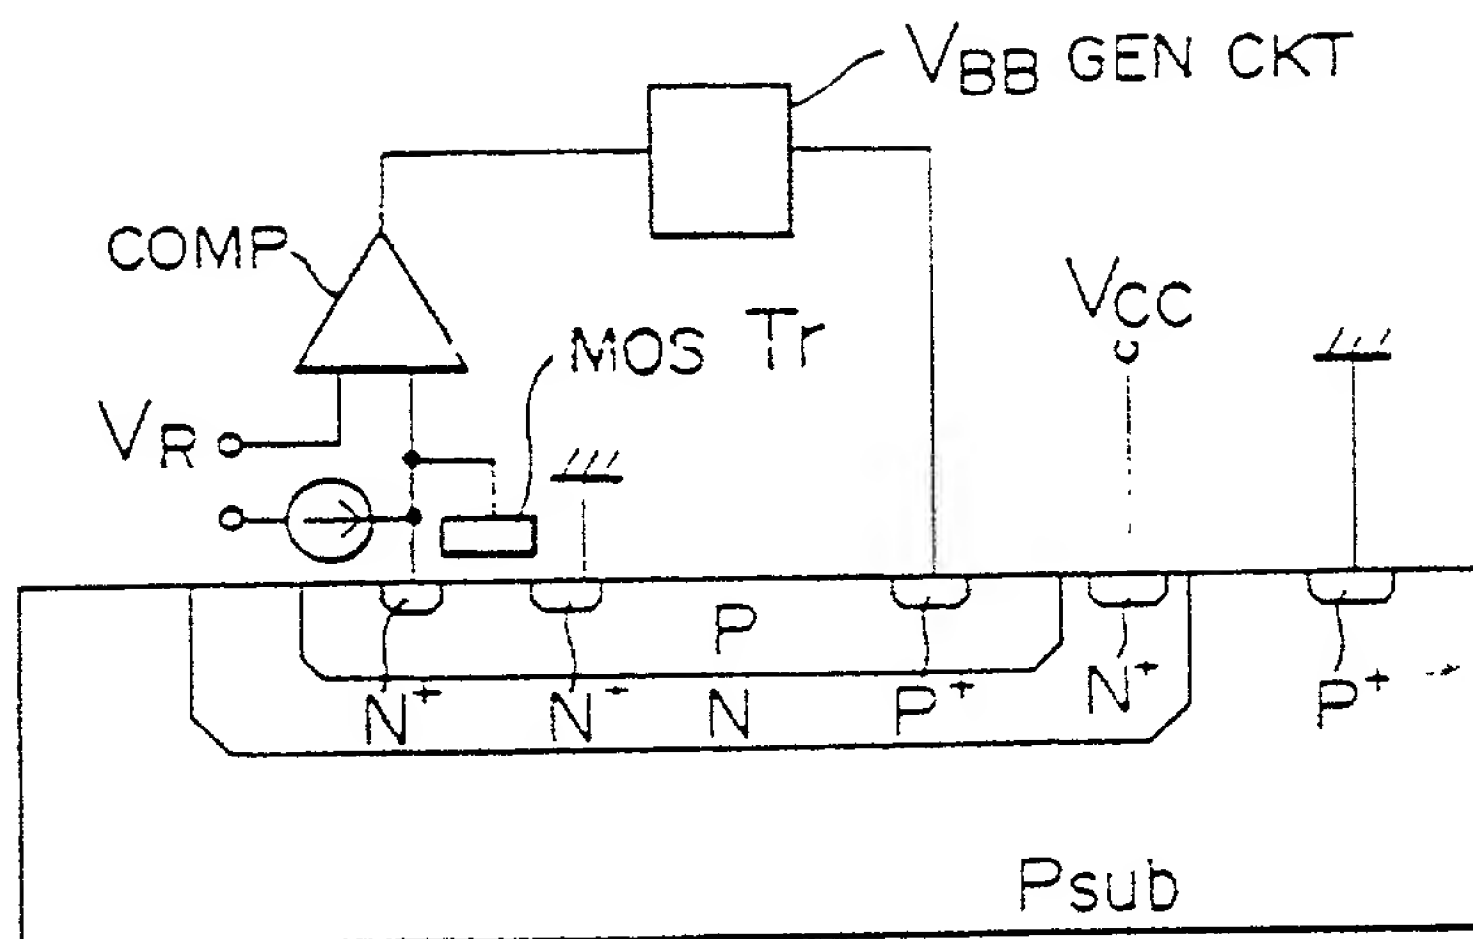 VBB GEN CKT
COMP
VCC
MOS Tr
VR
P
N+
N+
N
P+
N+
P+
Psub